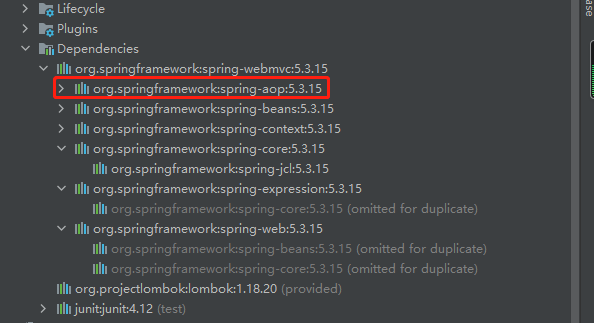 Lifecycle
Plugins
Dependencies
org.springframework:spring-webmvc:5.3.15
org.springframework:spring-aop:5.3.15
org.springframework:spring-beans:5.3.15
org.springframework:spring-context:5.3.15
org.springframework:spring-core:5.3.15
org.springframework:spring-jcl:5.3.15
org.springframework:spring-expression:5.3.15
org.springframework:spring-core:5.3.15 (omitted for duplicate)
org.springframework:spring-web:5.3.15
org.springframework:spring-beans:5.3.15 (omitted for duplicate)
org.springframework:spring-core:5.3.15 (omitted for duplicate)
org.projectlombok:lombok:1.18.20 (provided)
junit:junit:4.12 (test)